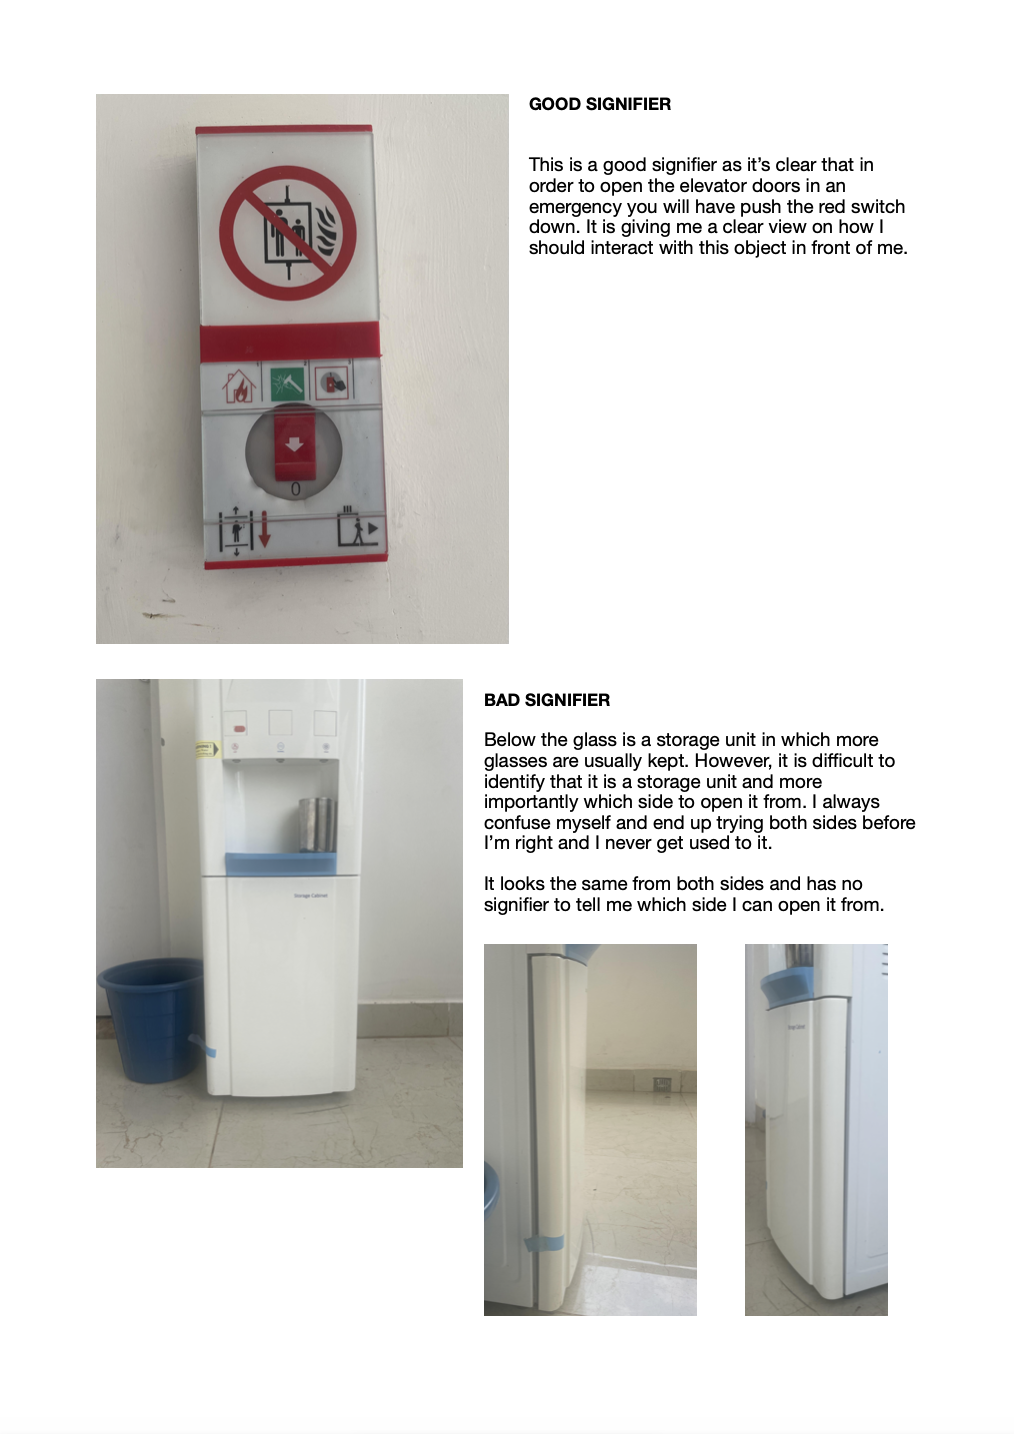 GOOD SIGNIFIER
This is a good signifier as it’s clear that in
order to open the elevator doors in an
emergency you will have push the red switch
down. It is giving me a clear view on how I
should interact with this object in front of me.
0
BAD SIGNIFIER
Below the glass is a storage unit in which more
glasses are usually kept. However, it is difficult to
identify that it is a storage unit and more
importantly which side to open it from. I always
confuse myself and end up trying both sides before
I’m right and I never get used to it.
It looks the same from both sides and has no
signifier to tell me which side I can open it from.
Storage Cabinet